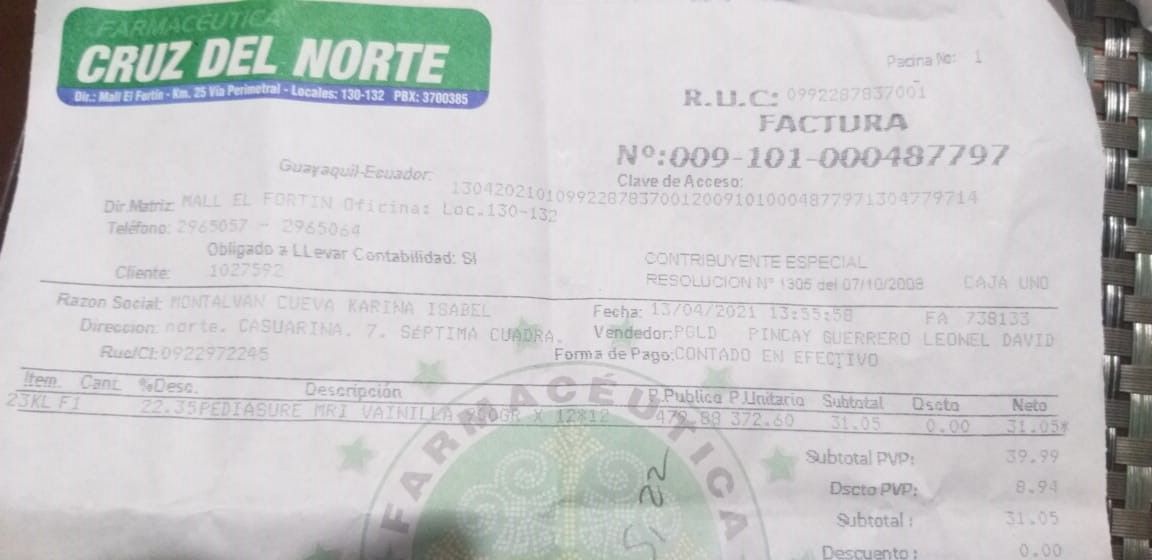 FARMACEUTICA
CRUZ DEL NORTE
Dir.: Mall El Fortín - Km. 25 Vía Perimetral - Locales: 130-132 PBX: 3700385
Pagina No: 1
R.U.C: 0992287837001
FACTURA
Nº:009-101-000487797
Guayaquil-Ecuador.
Clave de Acceso:
1304202101099228783700120091010004877971304779714
Dir.Matriz: MALL EL FORTIN Oficina: Loc.130-132
Teléfono: 2965057 - 2965064
Obligado a LLevar Contabilidad: SI
CONTRIBUYENTE ESPECIAL
Cliente: 1027592
RESOLUCION Nº 1305 del 07/10/2008 CAJA UNO
Razon Social: MONTALVAN CUEVA KARINA ISABEL
Fecha: 13/04/2021 13:55:58 FA 738133
Direccion: norte. CASUARINA. 7. SÉPTIMA CUADRA.
Vendedor:PGLD PINCAY GUERRERO LEONEL DAVID
Ruc/CI: 0922972245
Forma de Pago:CONTADO EN EFECTIVO
Item. Cant. %Desc. Descripción P.Publico P.Unitario Subtotal Dscto Neto
23KL F1 22.35PEDIASURE MRI VAINILLA 900GR X 12*12 479.88 372.60 31.05 0.00 31.05*
FARMACÉUTICA
Subtotal PVP: 39.99
Dscto PVP: 8.94
Subtotal : 31.05
Descuento : 0.00